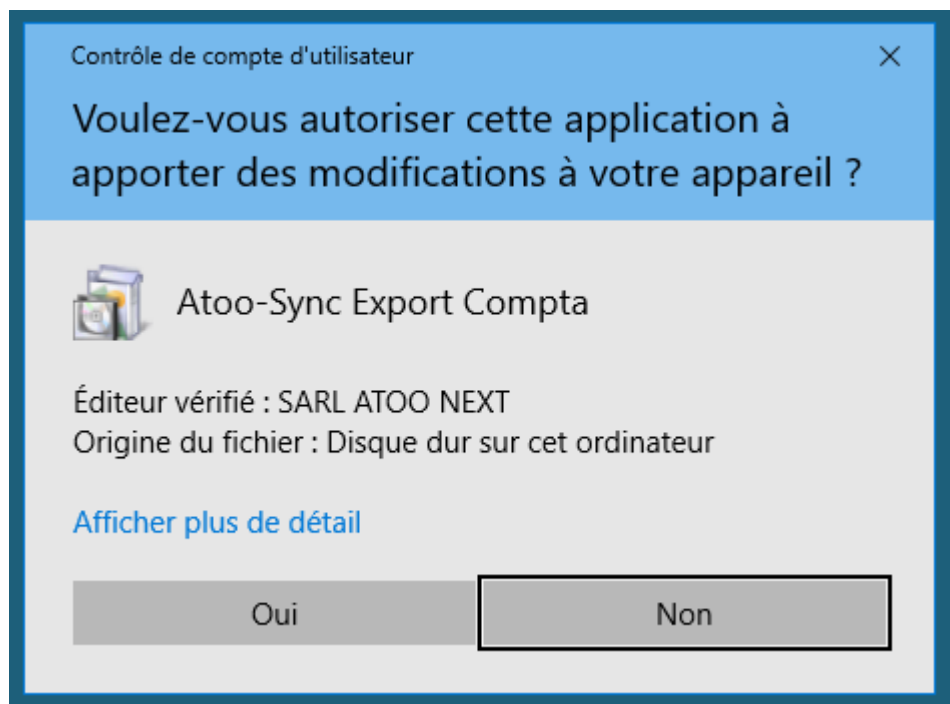 Contrôle de compte d'utilisateur
Voulez-vous autoriser cette application à
apporter des modifications à votre appareil ?
Atoo-Sync Export Compta
Éditeur vérifié : SARL ATOO NEXT
Origine du fichier : Disque dur sur cet ordinateur
Afficher plus de détail
Oui
Non